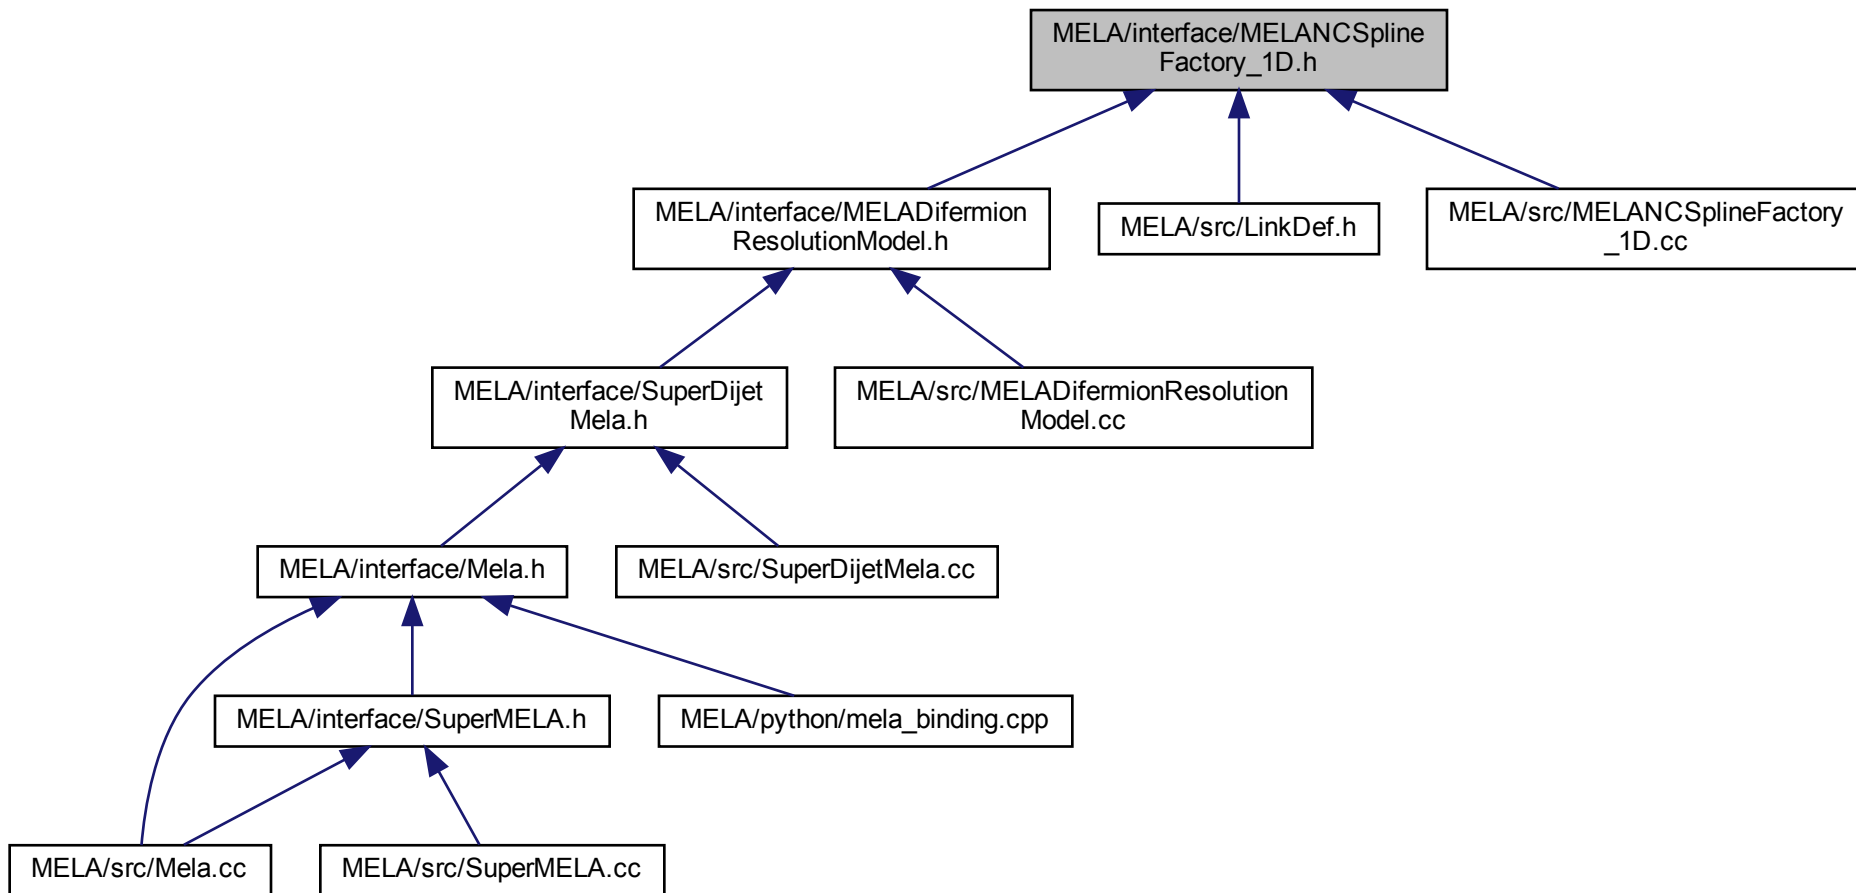 MELA/interface/MELANCSpline
Factory_1D.h
MELA/interface/MELADifermion
ResolutionModel.h
MELA/src/LinkDef.h
MELA/src/MELANCSplineFactory
_1D.cc
MELA/interface/SuperDijet
Mela.h
MELA/src/MELADifermionResolution
Model.cc
MELA/interface/Mela.h
MELA/src/SuperDijetMela.cc
MELA/interface/SuperMELA.h
MELA/python/mela_binding.cpp
MELA/src/Mela.cc
MELA/src/SuperMELA.cc